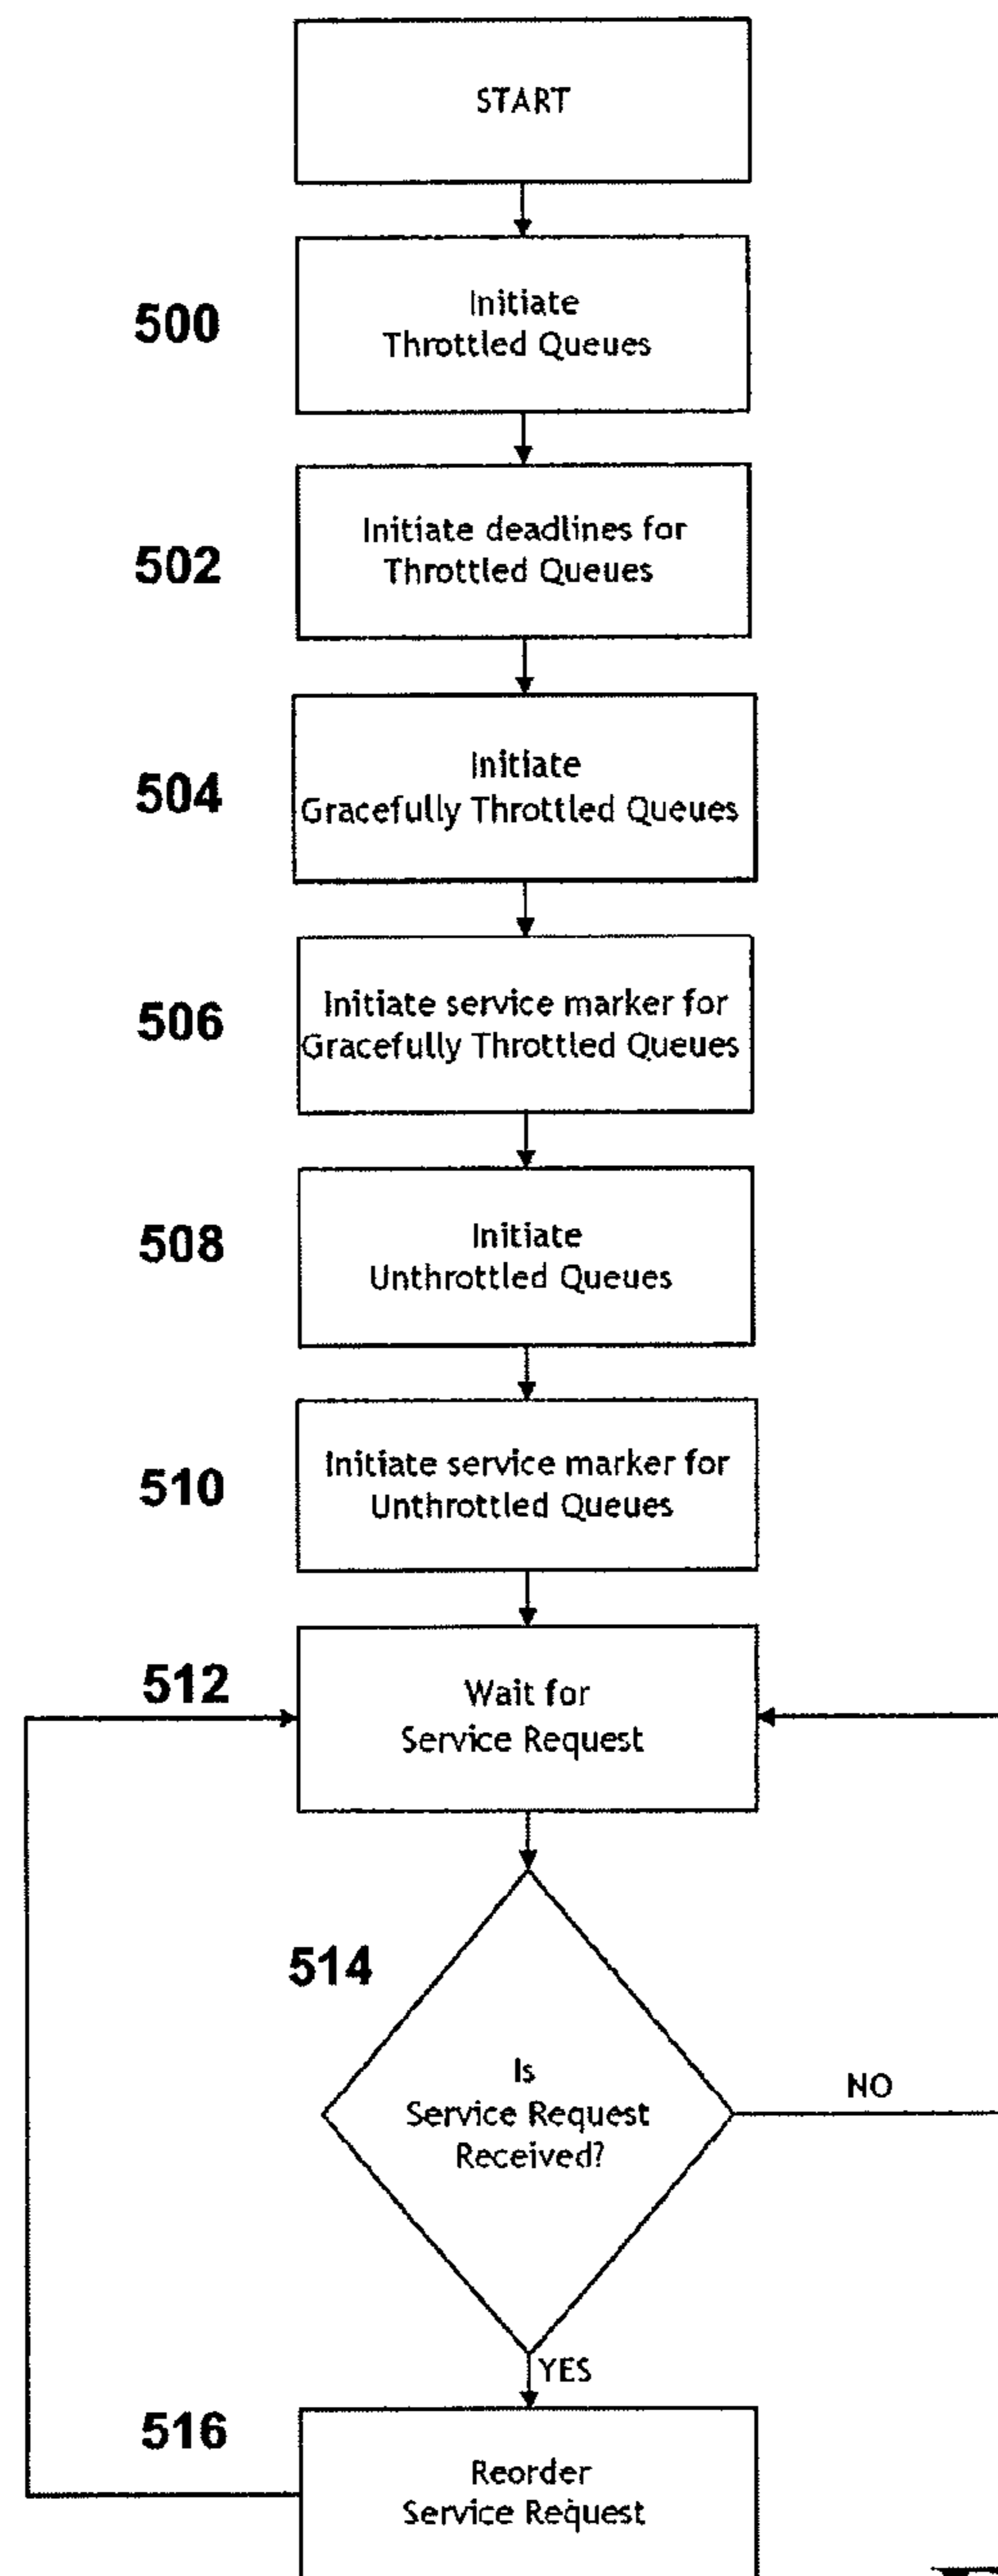 START
500
Initiate
Throttled Queues
502
Initiate deadlines for
Throttled Queues
504
Initiate
Gracefully Throttled Queues
506
Initiate service marker for
Gracefully Throttled Queues
508
Initiate
Unthrottled Queues
510
Initiate service marker for
Unthrottled Queues
512
Wait for
Service Request
514
Is
Service Request
Received?
NO
YES
516
Reorder
Service Request